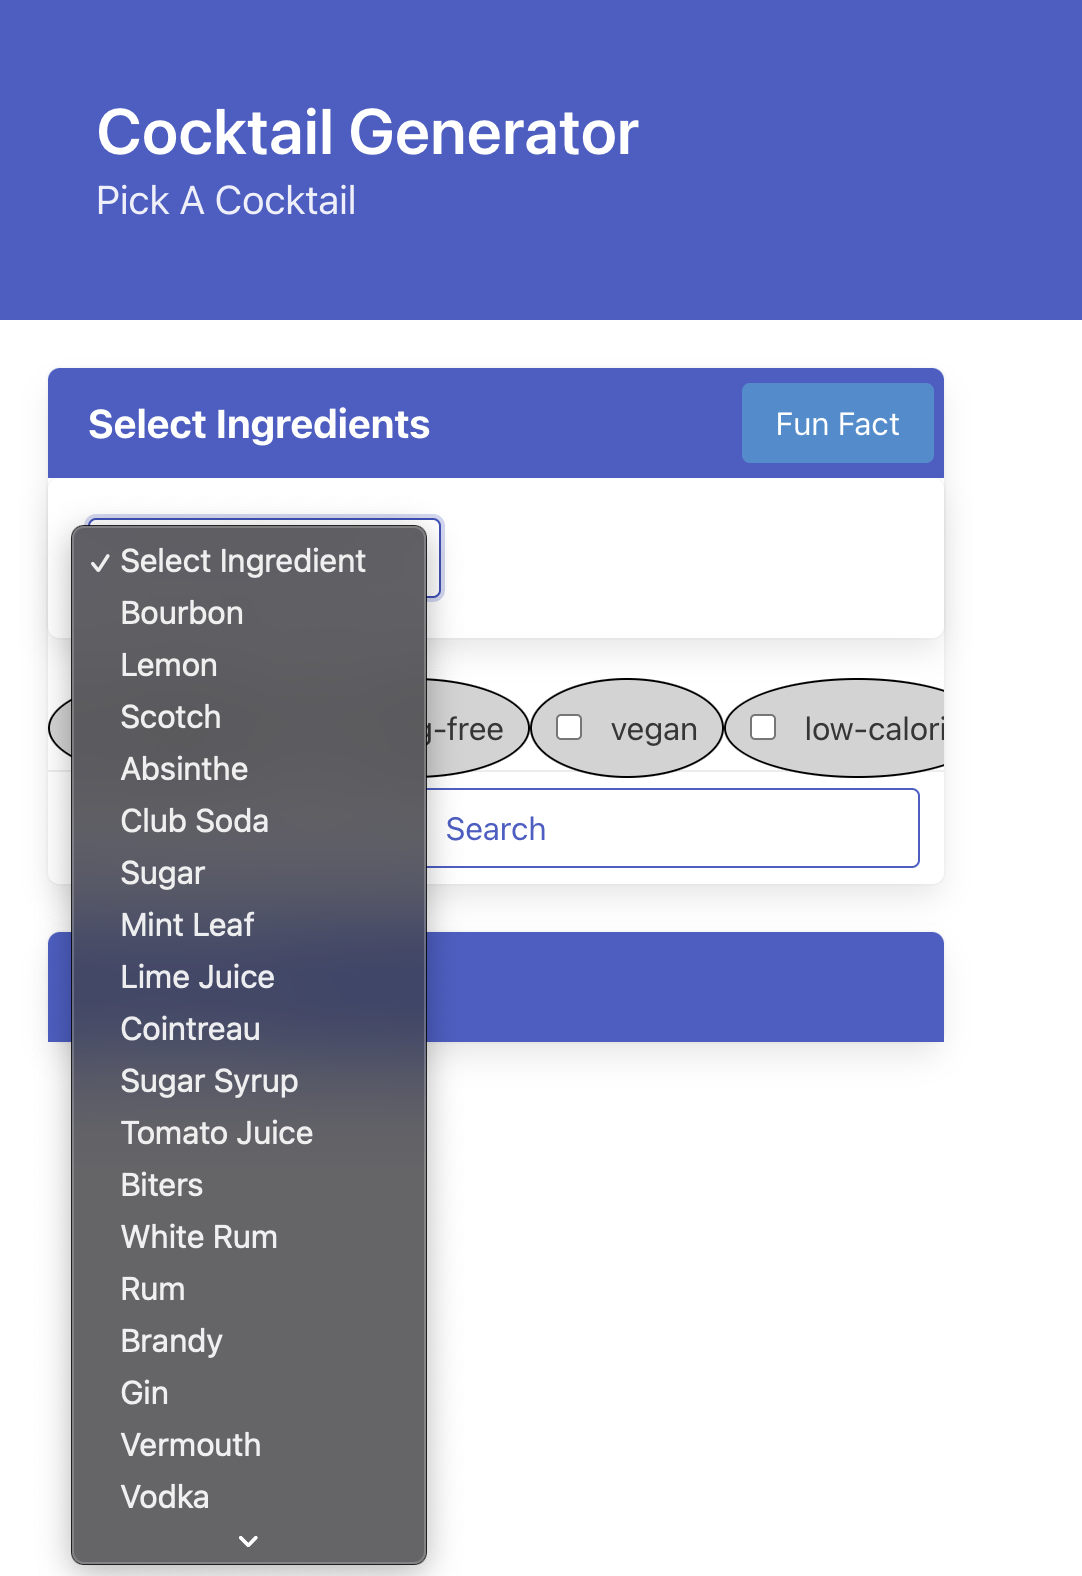 Cocktail Generator
Pick A Cocktail
Select Ingredients
Fun Fact
✓ Select Ingredient
Bourbon
Lemon
Scotch
Absinthe
Club Soda
Sugar
Mint Leaf
Lime Juice
Cointreau
Sugar Syrup
Tomato Juice
Biters
White Rum
Rum
Brandy
Gin
Vermouth
Vodka
g-free
vegan
low-calori
Search